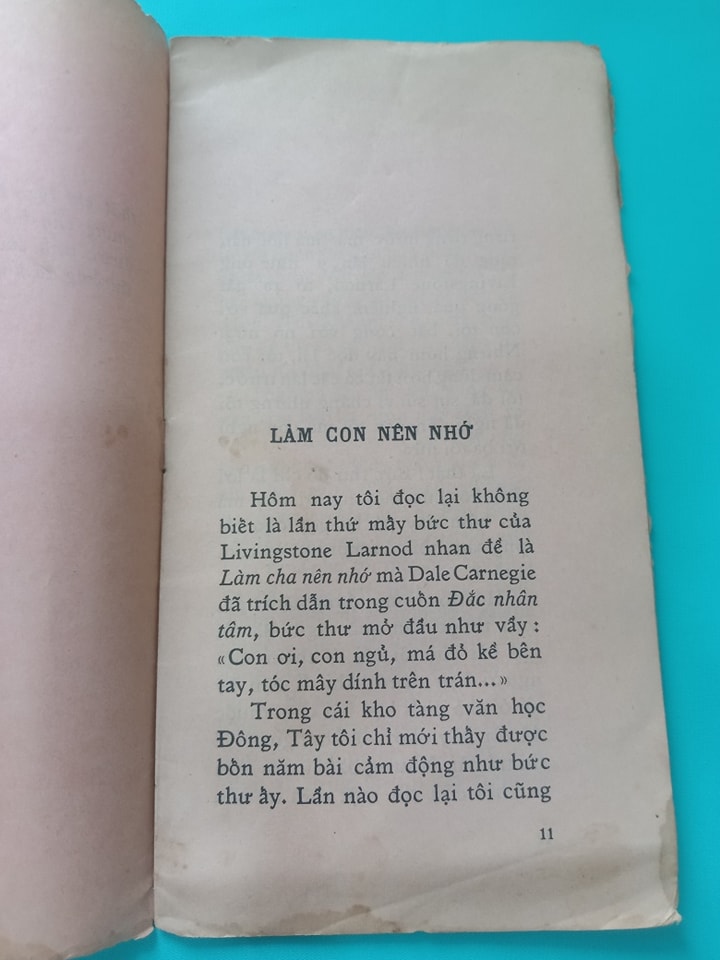 LÀM CON NÊN NHỚ
Hôm nay tôi đọc lại không
biết là lần thứ mấy bức thư của
Livingstone Larnod nhan đề là
Làm cha nên nhớ mà Dale Carnegie
đã trích dẫn trong cuốn Đắc nhân
tâm, bức thư mở đầu như vầy :
«Con ơi, con ngủ, má đỏ kề bên
tay, tóc mây dính trên trán...»
Trong cái kho tàng văn học
Đông, Tây tôi chỉ mới thấy được
bốn năm bài cảm động như bức
thư ấy. Lần nào đọc lại tôi cũng
11